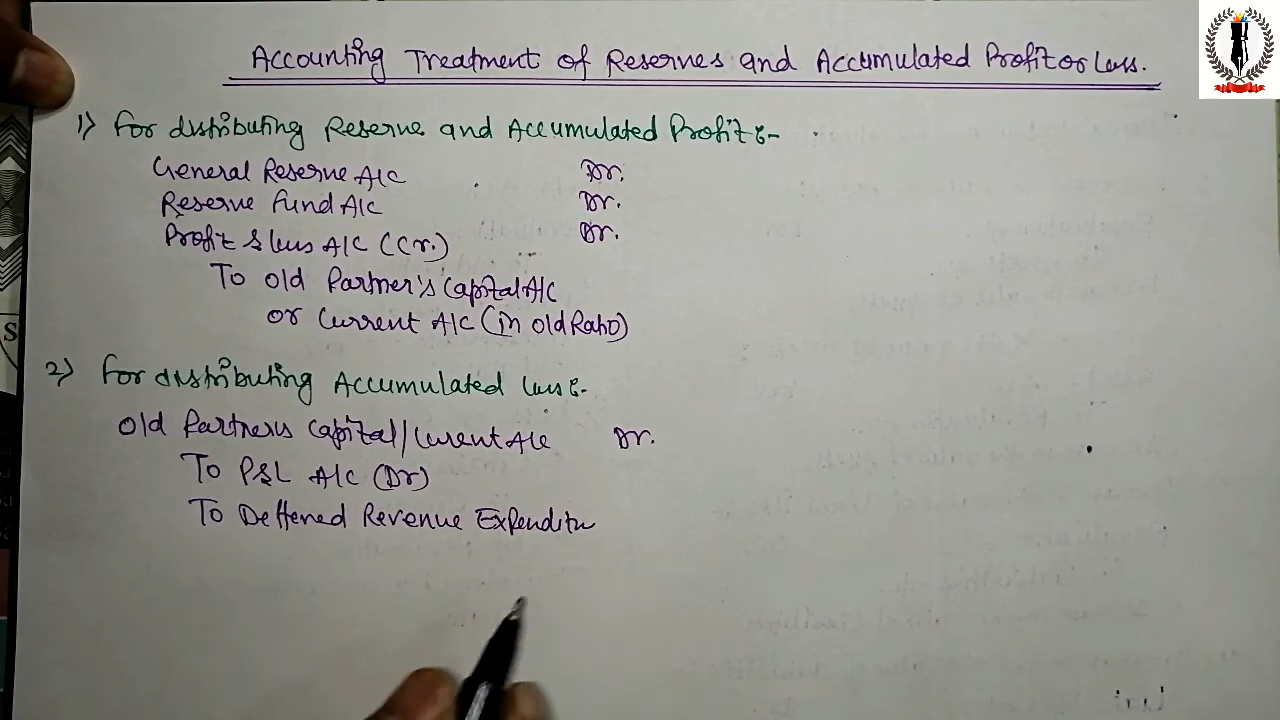 Accounting Treatment of Reserves and Accumulated Profit or Loss.
1) For distributing Reserve and Accumulated Profit :-
General Reserve A/C Dr.
Reserve Fund A/C Dr.
Profit & Loss A/C (Cr.) Dr.
To old Partner's Capital A/C
or Current A/C (in old Ratio)
2) For distributing Accumulated Loss :-
Old Partners Capital/Current A/C Dr.
To P&L A/C (Dr)
To Deffered Revenue Expenditu
S